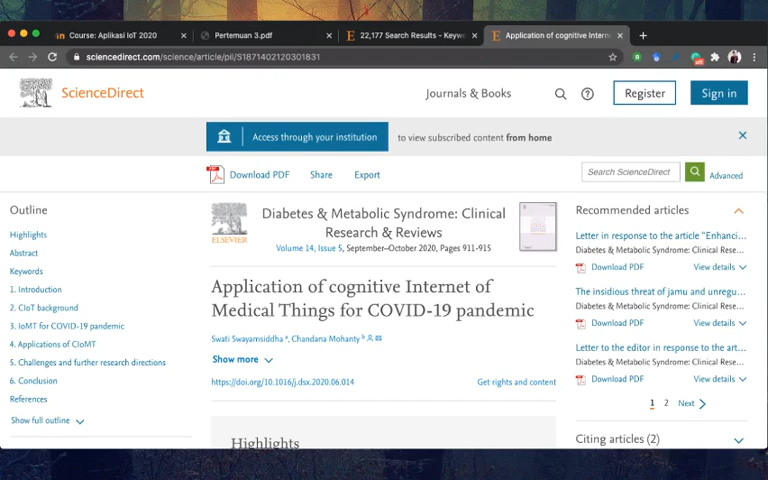 Course: Aplikasi IoT 2020
Pertemuan 3.pdf
22,177 Search Results - Keyw
Application of cognitive Intern
sciencedirect.com/science/article/pii/S1871402120301831
ScienceDirect
Journals & Books
Register
Sign in
Access through your institution
to view subscribed content from home
Download PDF
Share
Export
Search ScienceDirect
Advanced
Outline
Highlights
Abstract
Keywords
1. Introduction
2. CIoT background
3. IoMT for COVID-19 pandemic
4. Applications of CIoMT
5. Challenges and further research directions
6. Conclusion
References
Show full outline
ELSEVIER
Diabetes & Metabolic Syndrome: Clinical
Research & Reviews
Volume 14, Issue 5, September–October 2020, Pages 911-915
Application of cognitive Internet of
Medical Things for COVID-19 pandemic
Swati Swayamsiddha a, Chandana Mohanty b
Show more
https://doi.org/10.1016/j.dsx.2020.06.014
Get rights and content
Highlights
Recommended articles
Letter in response to the article "Enhanci...
Diabetes & Metabolic Syndrome: Clinical Rese...
Download PDF
View details
The insidious threat of jamu and unregu...
Diabetes & Metabolic Syndrome: Clinical Rese...
Download PDF
View details
Letter to the editor in response to the art...
Diabetes & Metabolic Syndrome: Clinical Rese...
Download PDF
View details
1 2 Next
Citing articles (2)